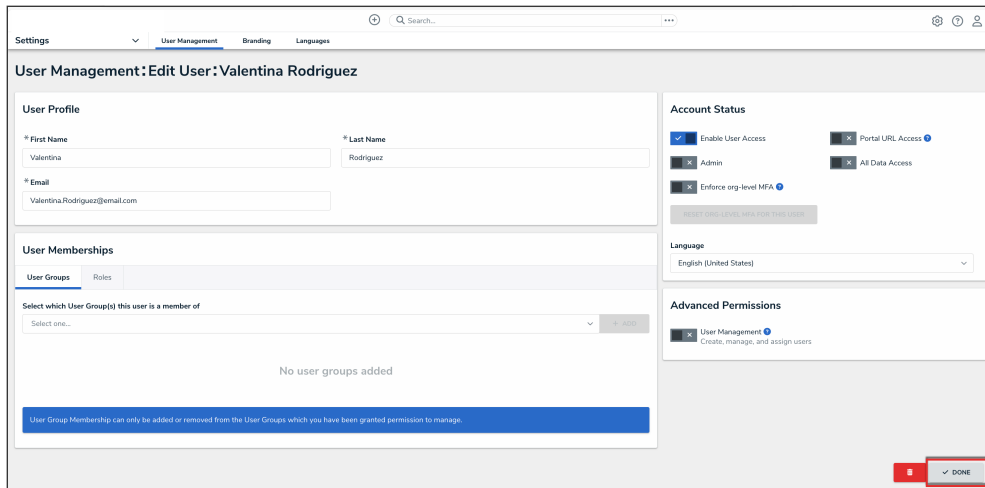 Search...
Settings
User Management Branding Languages
User Management: Edit User: Valentina Rodriguez
User Profile
*First Name
Valentina
*Last Name
Rodriguez
*Email
Valentina.Rodriguez@email.com
User Memberships
User Groups Roles
Select which User Group(s) this user is a member of
Select one...
+ ADD
No user groups added
User Group Membership can only be added or removed from the User Groups which you have been granted permission to manage.
Account Status
Enable User Access
Portal URL Access
Admin
All Data Access
Enforce org-level MFA
RESET ORG-LEVEL MFA FOR THIS USER
Language
English (United States)
Advanced Permissions
User Management
Create, manage, and assign users
DONE